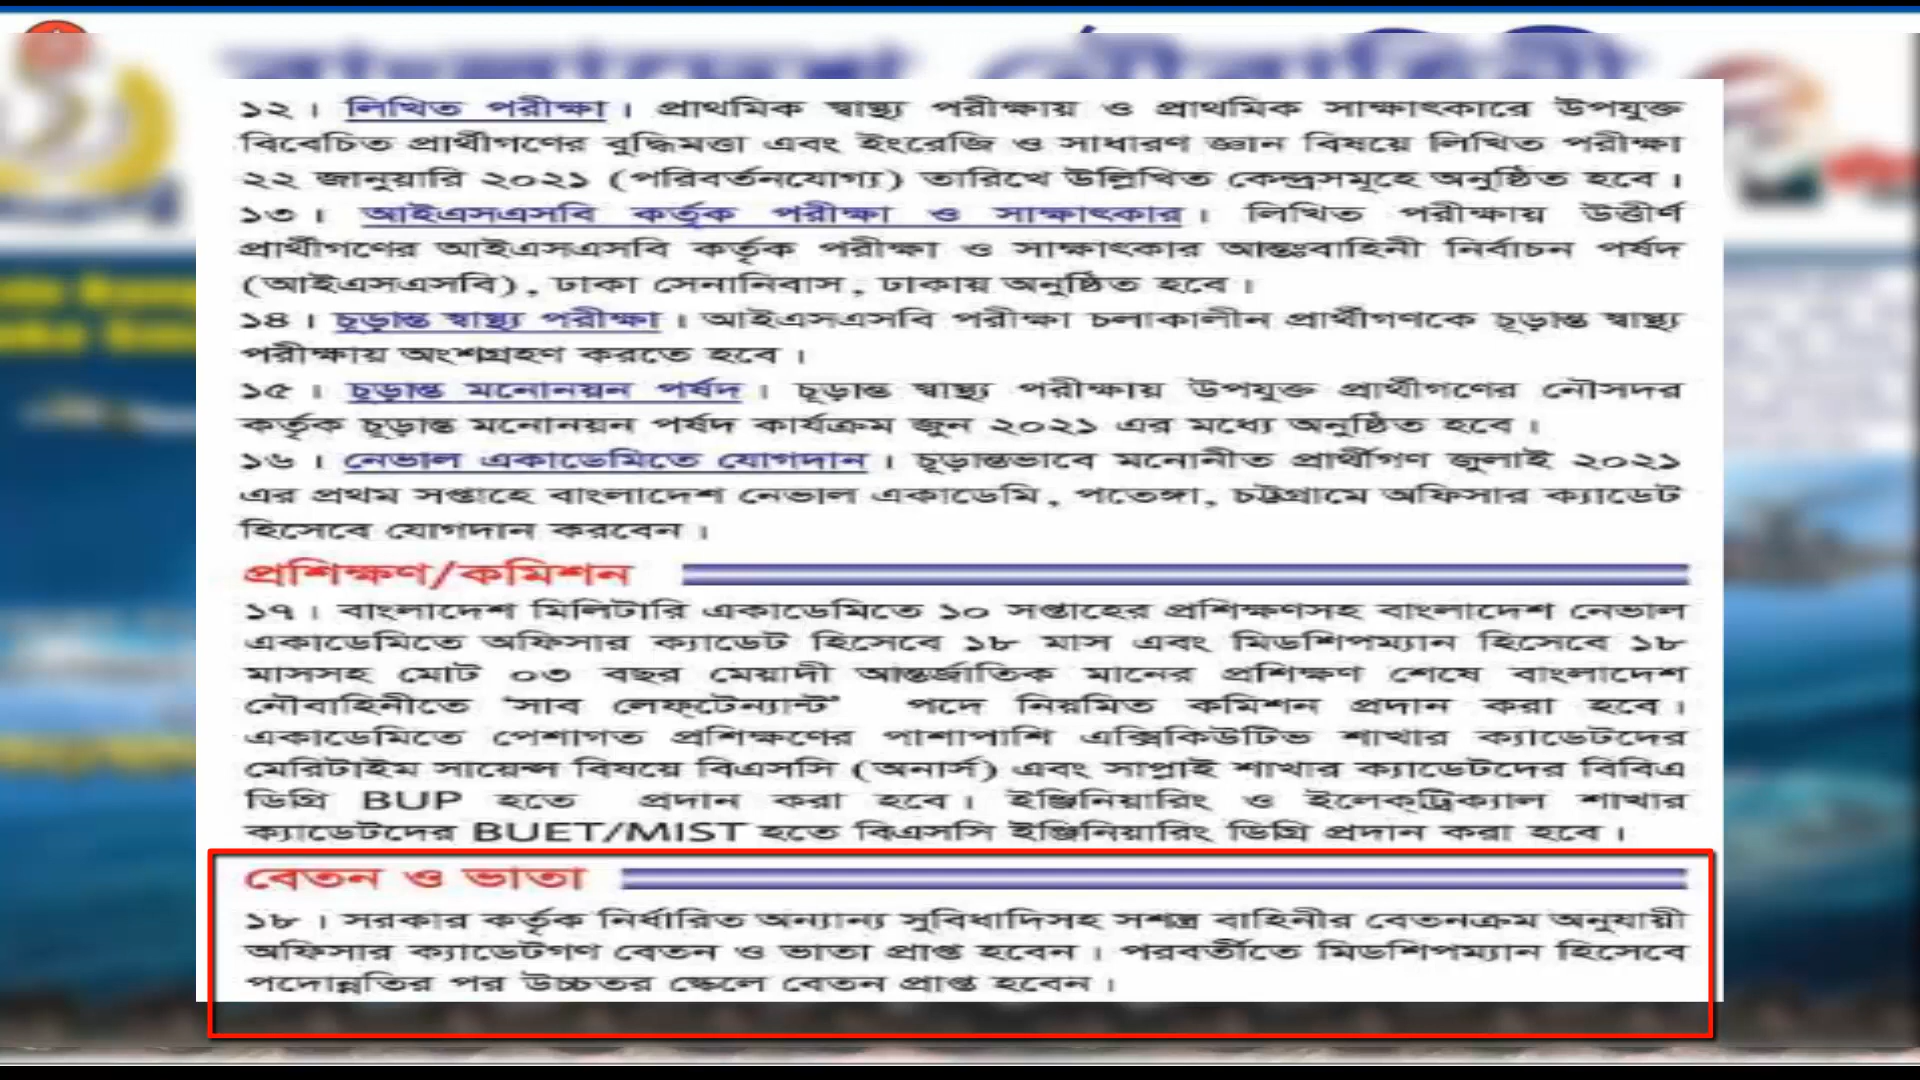 বাংলাদেশ নৌবাহিনী
১২। লিখিত পরীক্ষা। প্রাথমিক স্বাস্থ্য পরীক্ষায় ও প্রাথমিক সাক্ষাৎকারে উপযুক্ত
বিবেচিত প্রার্থীগণের বুদ্ধিমত্তা এবং ইংরেজি ও সাধারণ জ্ঞান বিষয়ে লিখিত পরীক্ষা
২২ জানুয়ারি ২০২১ (পরিবর্তনযোগ্য) তারিখে উল্লিখিত কেন্দ্রসমূহে অনুষ্ঠিত হবে।
১৩। আইএসএসবি কর্তৃক পরীক্ষা ও সাক্ষাৎকার। লিখিত পরীক্ষায় উত্তীর্ণ
প্রার্থীগণের আইএসএসবি কর্তৃক পরীক্ষা ও সাক্ষাৎকার আন্তঃবাহিনী নির্বাচন পর্ষদ
(আইএসএসবি), ঢাকা সেনানিবাস, ঢাকায় অনুষ্ঠিত হবে।
১৪। চূড়ান্ত স্বাস্থ্য পরীক্ষা। আইএসএসবি পরীক্ষা চলাকালীন প্রার্থীগণকে চূড়ান্ত স্বাস্থ্য
পরীক্ষায় অংশগ্রহণ করতে হবে।
১৫। চূড়ান্ত মনোনয়ন পর্ষদ। চূড়ান্ত স্বাস্থ্য পরীক্ষায় উপযুক্ত প্রার্থীগণের নৌসদর
কর্তৃক চূড়ান্ত মনোনয়ন পর্ষদ কার্যক্রম জুন ২০২১ এর মধ্যে অনুষ্ঠিত হবে।
১৬। নেভাল একাডেমিতে যোগদান। চূড়ান্তভাবে মনোনীত প্রার্থীগণ জুলাই ২০২১
এর প্রথম সপ্তাহে বাংলাদেশ নেভাল একাডেমি, পতেঙ্গা, চট্টগ্রামে অফিসার ক্যাডেট
হিসেবে যোগদান করবেন।
প্রশিক্ষণ/কমিশন
১৭। বাংলাদেশ মিলিটারি একাডেমিতে ১০ সপ্তাহের প্রশিক্ষণসহ বাংলাদেশ নেভাল
একাডেমিতে অফিসার ক্যাডেট হিসেবে ১৮ মাস এবং মিডশিপম্যান হিসেবে ১৮
মাসসহ মোট ০৩ বছর মেয়াদী আন্তর্জাতিক মানের প্রশিক্ষণ শেষে বাংলাদেশ
নৌবাহিনীতে 'সাব লেফ্টেন্যান্ট' পদে নিয়মিত কমিশন প্রদান করা হবে।
একাডেমিতে পেশাগত প্রশিক্ষণের পাশাপাশি এক্সিকিউটিভ শাখার ক্যাডেটদের
মেরিটাইম সায়েন্স বিষয়ে বিএসসি (অনার্স) এবং সাপ্লাই শাখার ক্যাডেটদের বিবিএ
ডিগ্রি BUP হতে প্রদান করা হবে। ইঞ্জিনিয়ারিং ও ইলেক্ট্রিক্যাল শাখার
ক্যাডেটদের BUET/MIST হতে বিএসসি ইঞ্জিনিয়ারিং ডিগ্রি প্রদান করা হবে।
বেতন ও ভাতা
১৮। সরকার কর্তৃক নির্ধারিত অন্যান্য সুবিধাদিসহ সশস্ত্র বাহিনীর বেতনক্রম অনুযায়ী
অফিসার ক্যাডেটগণ বেতন ও ভাতা প্রাপ্ত হবেন। পরবর্তীতে মিডশিপম্যান হিসেবে
পদোন্নতির পর উচ্চতর স্কেলে বেতন প্রাপ্ত হবেন।